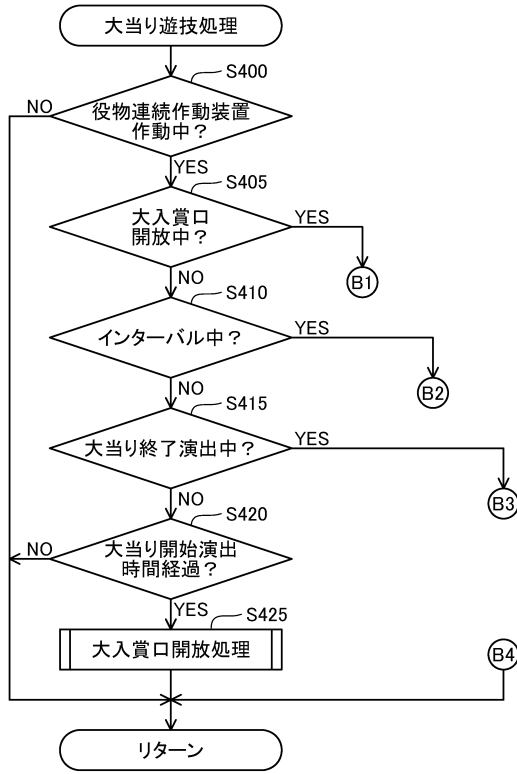 大当り遊技処理
S400
NO
役物連続作動装置
作動中？
YES
S405
大入賞口
開放中？
YES
B1
NO
S410
インターバル中？
YES
B2
NO
S415
大当り終了演出中？
YES
B3
NO
S420
NO
大当り開始演出
時間経過？
YES
S425
大入賞口開放処理
B4
リターン